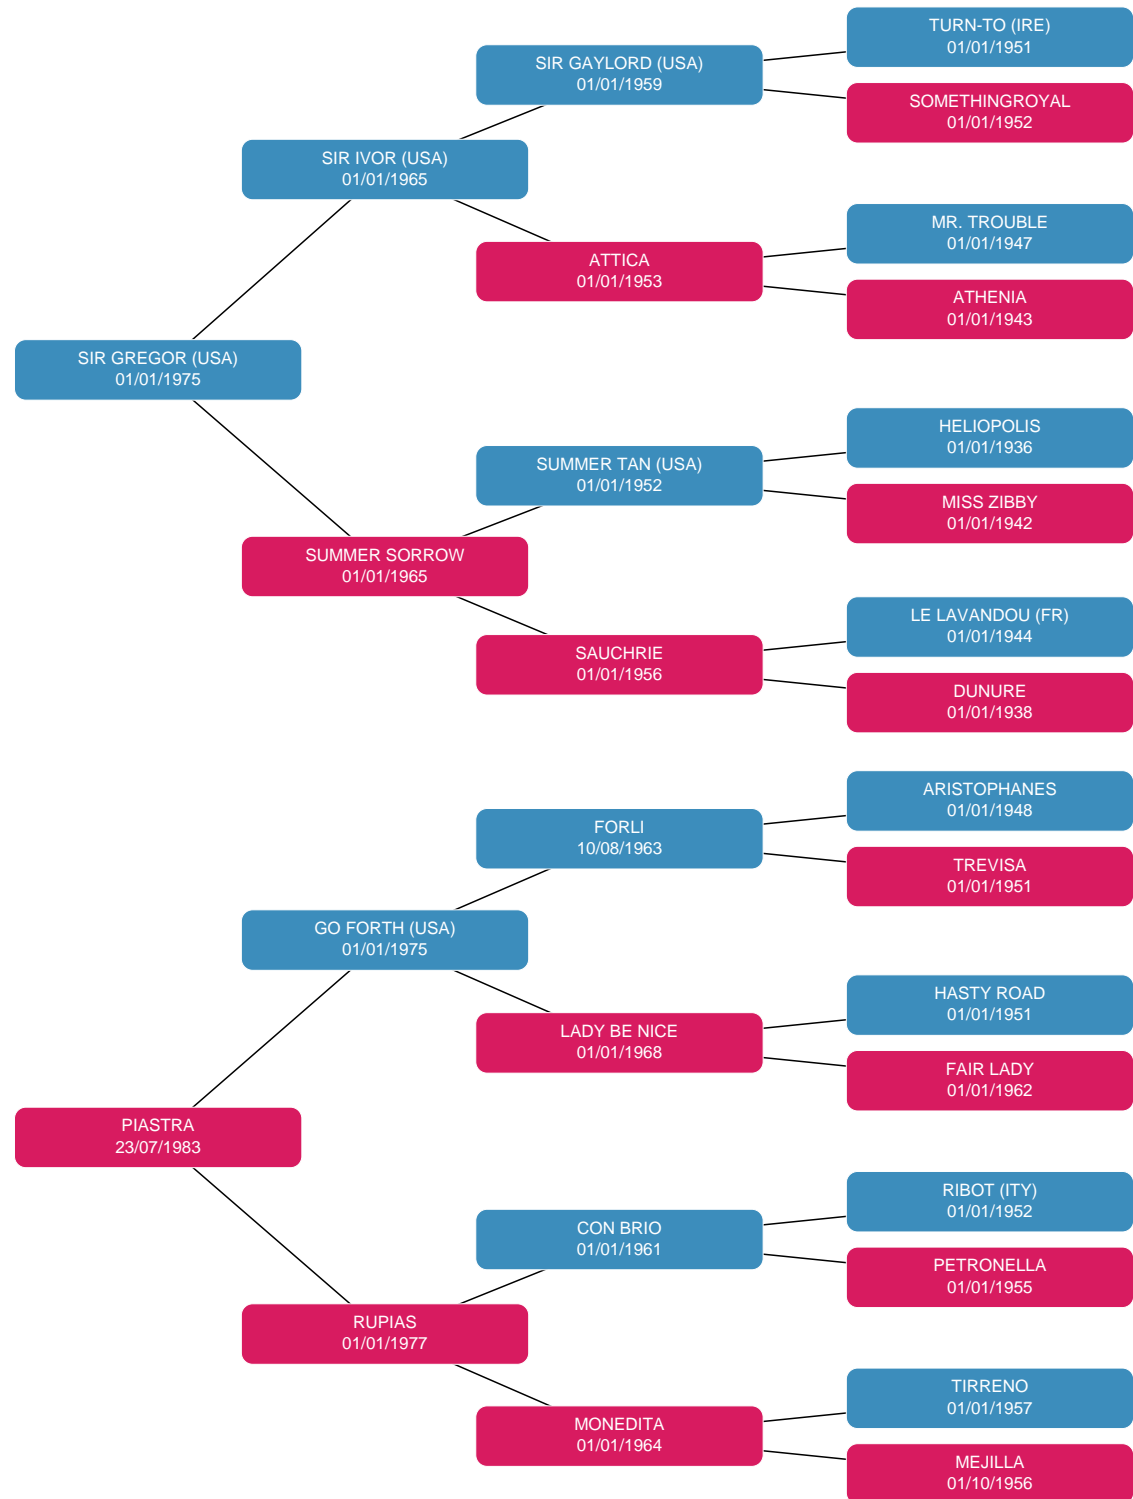 TURN-TO (IRE)
01/01/1951
SIR GAYLORD (USA)
01/01/1959
SOMETHINGROYAL
01/01/1952
SIR IVOR (USA)
01/01/1965
MR. TROUBLE
01/01/1947
ATTICA
01/01/1953
ATHENIA
01/01/1943
SIR GREGOR (USA)
01/01/1975
HELIOPOLIS
01/01/1936
SUMMER TAN (USA)
01/01/1952
MISS ZIBBY
01/01/1942
SUMMER SORROW
01/01/1965
LE LAVANDOU (FR)
01/01/1944
SAUCHRIE
01/01/1956
DUNURE
01/01/1938
ARISTOPHANES
01/01/1948
FORLI
10/08/1963
TREVISA
01/01/1951
GO FORTH (USA)
01/01/1975
HASTY ROAD
01/01/1951
LADY BE NICE
01/01/1968
FAIR LADY
01/01/1962
PIASTRA
23/07/1983
RIBOT (ITY)
01/01/1952
CON BRIO
01/01/1961
PETRONELLA
01/01/1955
RUPIAS
01/01/1977
TIRRENO
01/01/1957
MONEDITA
01/01/1964
MEJILLA
01/10/1956